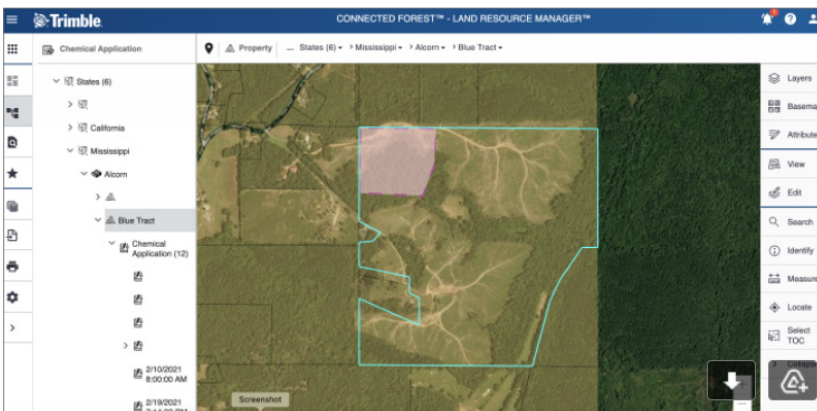 Trimble.
CONNECTED FOREST™ - LAND RESOURCE MANAGER™
Chemical Application
Property
... States (6) > Mississippi > Alcorn > Blue Tract
States (6)
California
Mississippi
Alcorn
Blue Tract
Chemical
Application (12)
2/10/2021
8:00:00 AM
2/19/2021
Layers
Basema
Attribute
View
Edit
Search
Identify
Measure
Locate
Select
TOC
Screenshot